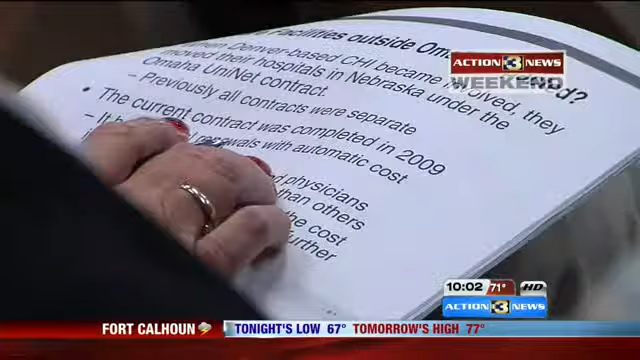 Facilities outside
ACTION 3 NEWS
WEEKEND
Denver-based CHI became involved, they
moved their hospitals in Nebraska under the
Omaha UniNet contract.
– Previously all contracts were separate
• The current contract was completed in 2009
– It
with automatic cost
physicians
than others
the cost
further
10:02 71° HD
ACTION 3 NEWS
FORT CALHOUN TONIGHT'S LOW 67° TOMORROW'S HIGH 77°